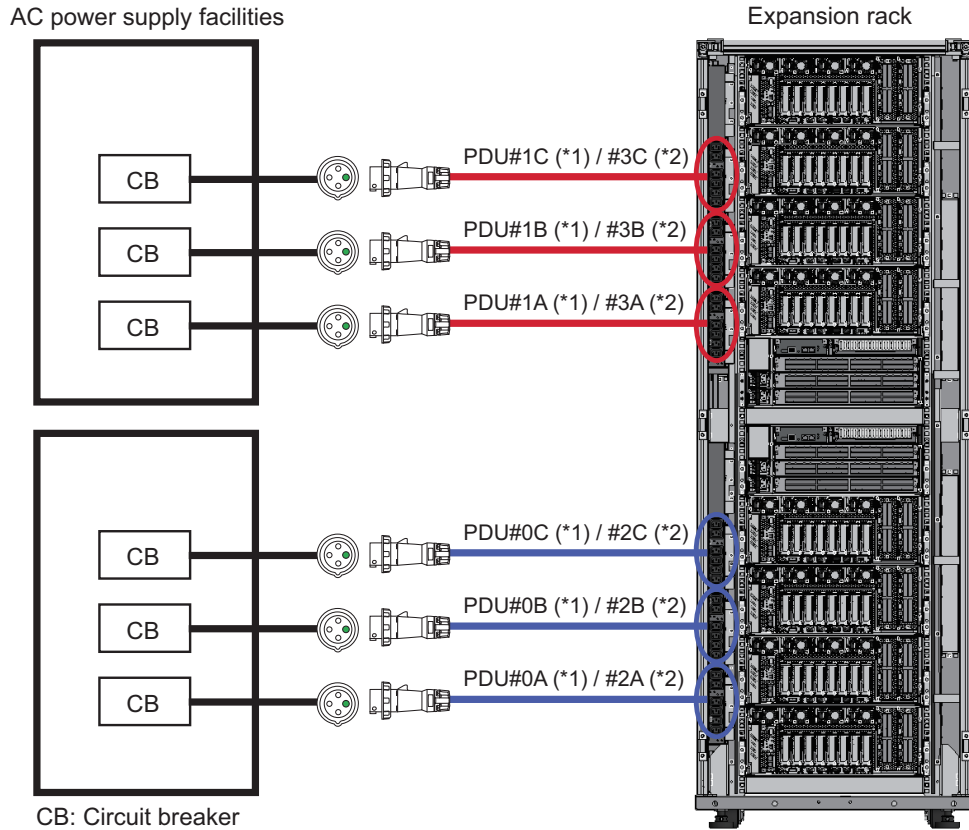 AC power supply facilities
Expansion rack
CB
PDU#1C (*1) / #3C (*2)
CB
PDU#1B (*1) / #3B (*2)
CB
PDU#1A (*1) / #3A (*2)
CB
PDU#0C (*1) / #2C (*2)
CB
PDU#0B (*1) / #2B (*2)
CB
PDU#0A (*1) / #2A (*2)
CB: Circuit breaker